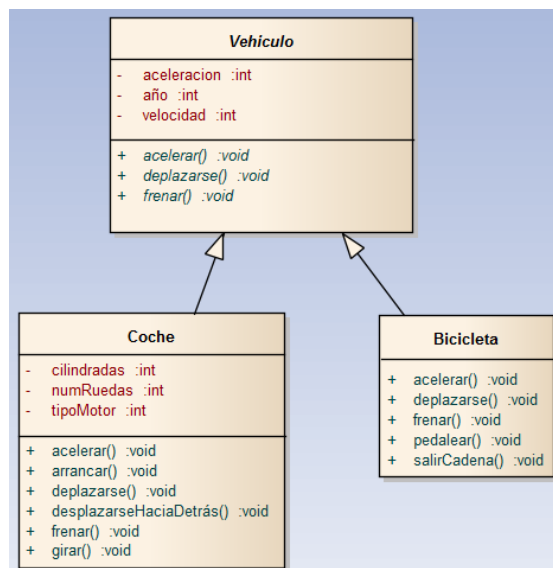 Vehiculo
- aceleracion :int
- año :int
- velocidad :int
+ acelerar() :void
+ deplazarse() :void
+ frenar() :void
Coche
- cilindradas :int
- numRuedas :int
- tipoMotor :int
+ acelerar() :void
+ arrancar() :void
+ deplazarse() :void
+ desplazarseHaciaDetrás() :void
+ frenar() :void
+ girar() :void
Bicicleta
+ acelerar() :void
+ deplazarse() :void
+ frenar() :void
+ pedalear() :void
+ salirCadena() :void